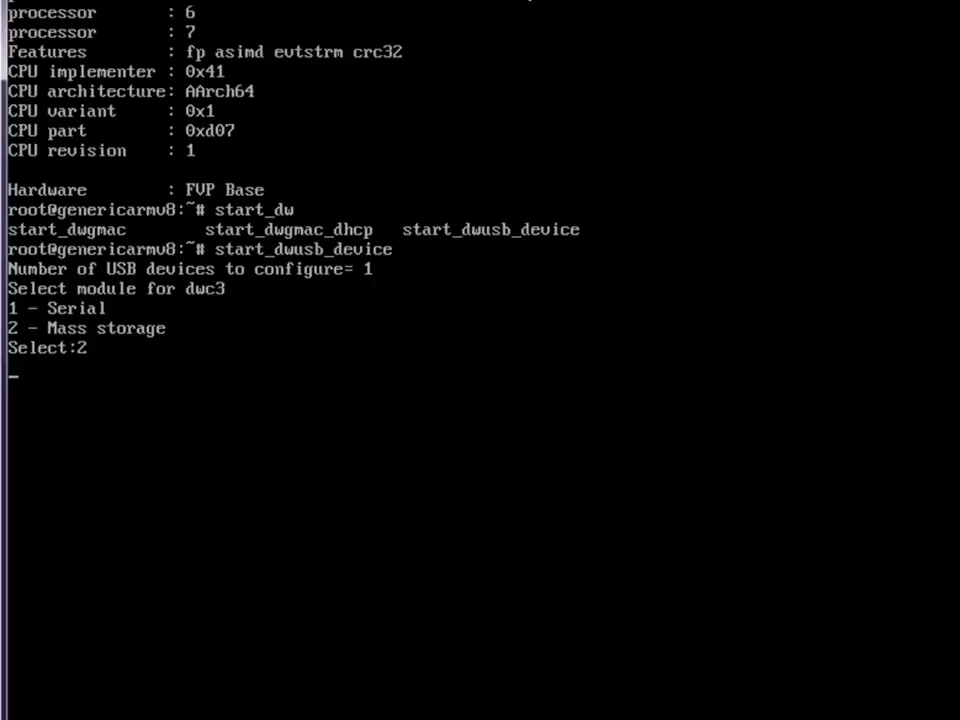 processor       : 6
processor       : 7
Features        : fp asimd evtstrm crc32
CPU implementer : 0x41
CPU architecture: AArch64
CPU variant     : 0x1
CPU part        : 0xd07
CPU revision    : 1
Hardware        : FVP Base
root@genericarmv8:~# start_dw
start_dwgmac        start_dwgmac_dhcp   start_dwusb_device
root@genericarmv8:~# start_dwusb_device
Number of USB devices to configure= 1
Select module for dwc3
1 - Serial
2 - Mass storage
Select:2